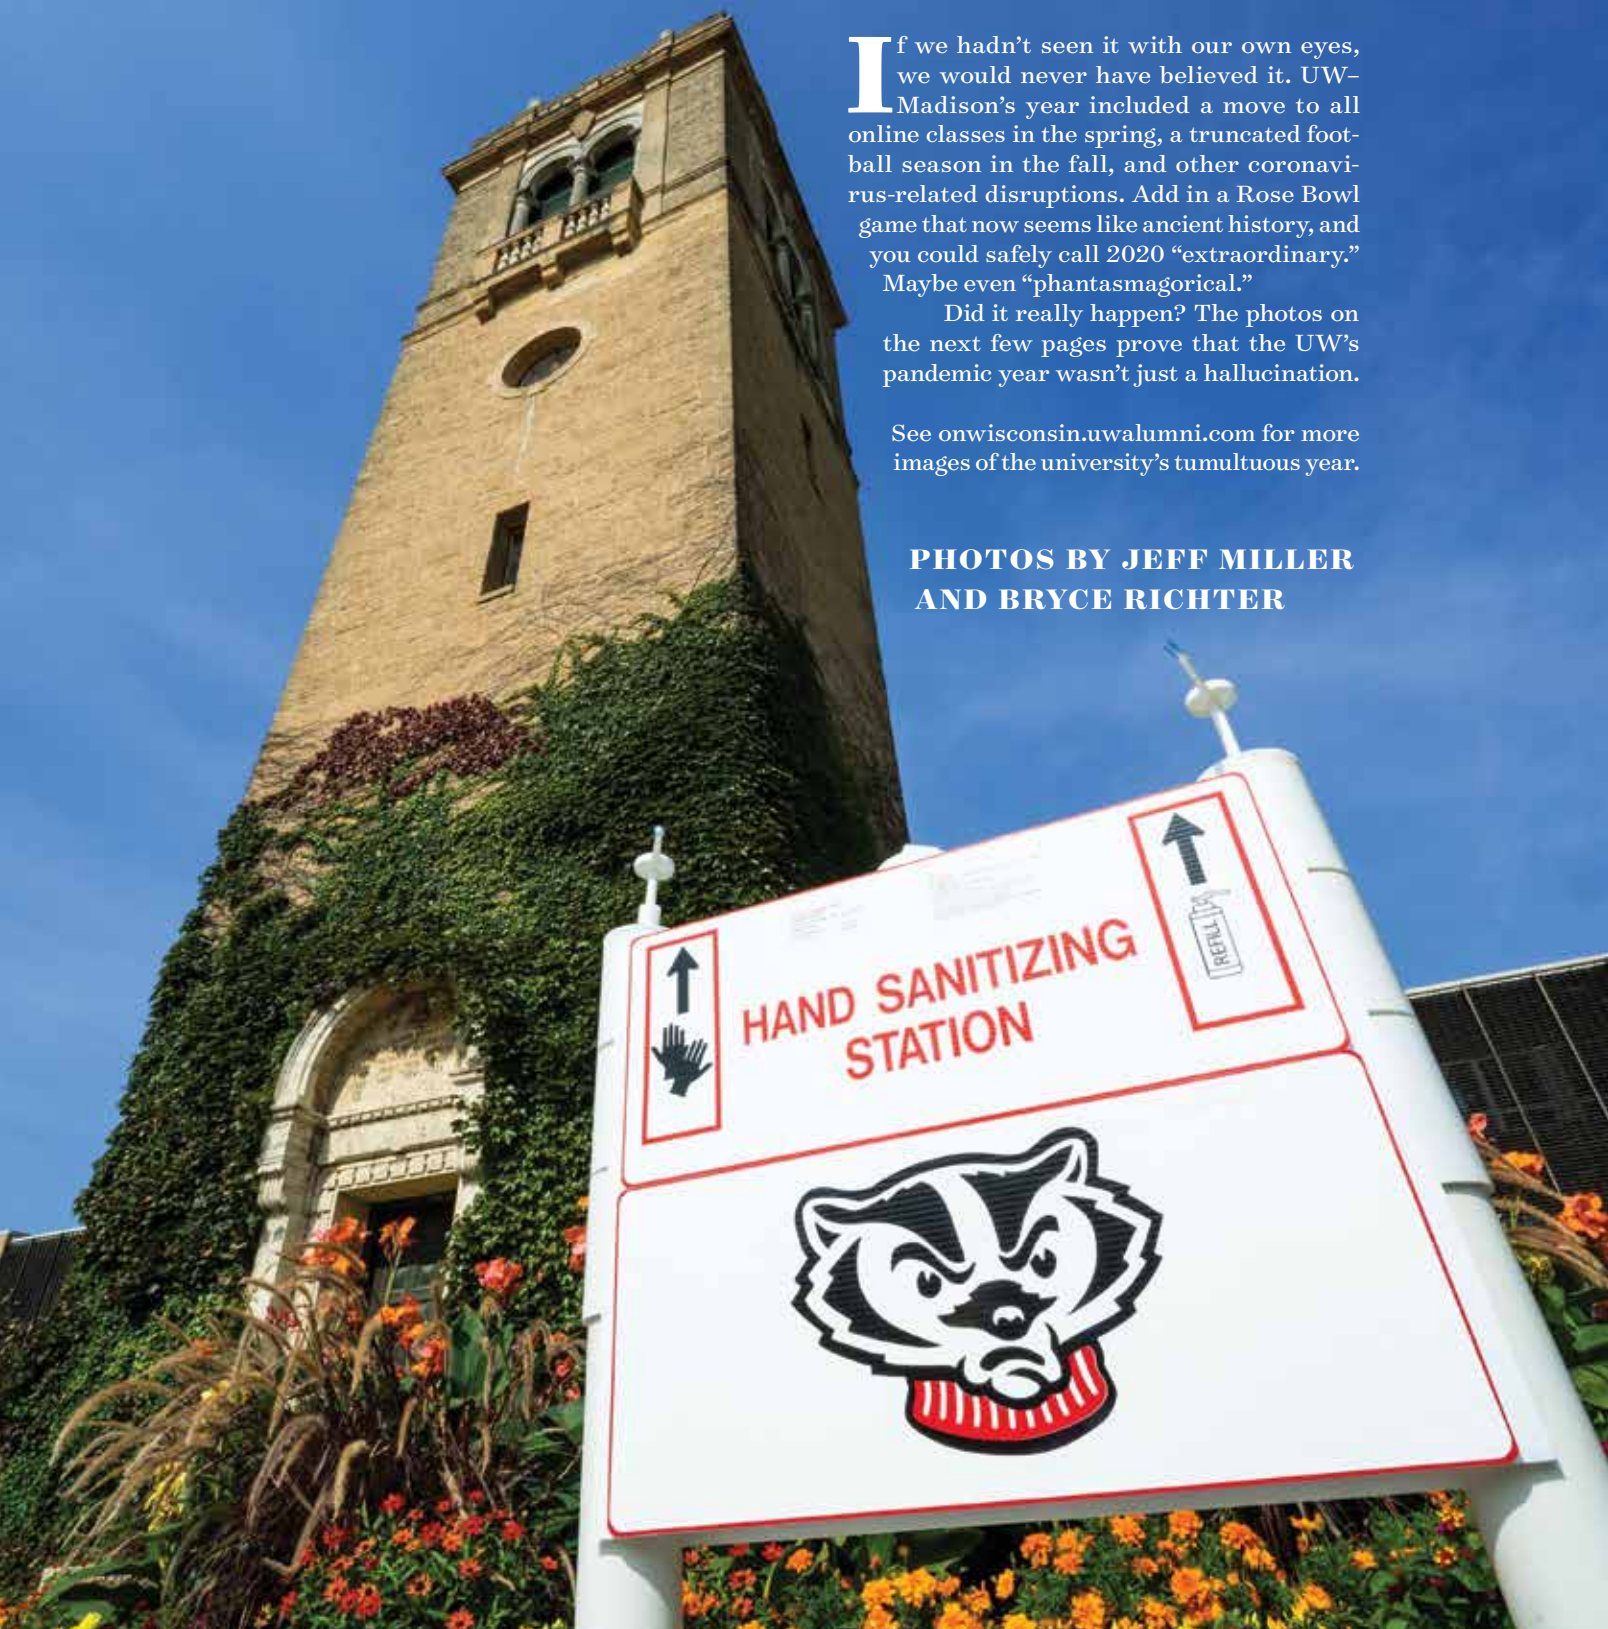 If we hadn’t seen it with our own eyes,
we would never have believed it. UW–
Madison’s year included a move to all
online classes in the spring, a truncated foot-
ball season in the fall, and other coronavi-
rus-related disruptions. Add in a Rose Bowl
game that now seems like ancient history, and
you could safely call 2020 “extraordinary.”
Maybe even “phantasmagorical.”
Did it really happen? The photos on
the next few pages prove that the UW’s
pandemic year wasn’t just a hallucination.
See onwisconsin.uwalumni.com for more
images of the university’s tumultuous year.
PHOTOS BY JEFF MILLER
AND BRYCE RICHTER
HAND SANITIZING
STATION
REFILL